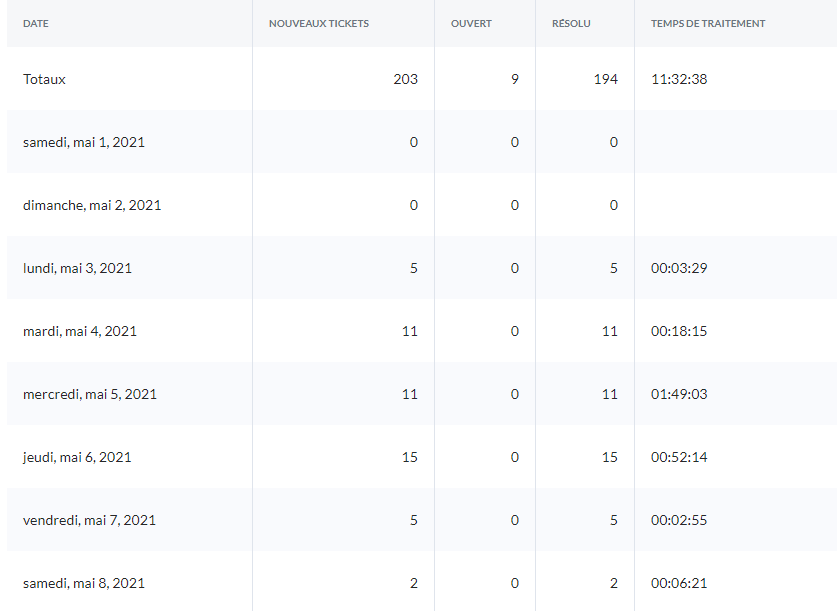 DATE NOUVEAUX TICKETS OUVERT RÉSOLU TEMPS DE TRAITEMENT
Totaux 203 9 194 11:32:38
samedi, mai 1, 2021 0 0 0
dimanche, mai 2, 2021 0 0 0
lundi, mai 3, 2021 5 0 5 00:03:29
mardi, mai 4, 2021 11 0 11 00:18:15
mercredi, mai 5, 2021 11 0 11 01:49:03
jeudi, mai 6, 2021 15 0 15 00:52:14
vendredi, mai 7, 2021 5 0 5 00:02:55
samedi, mai 8, 2021 2 0 2 00:06:21